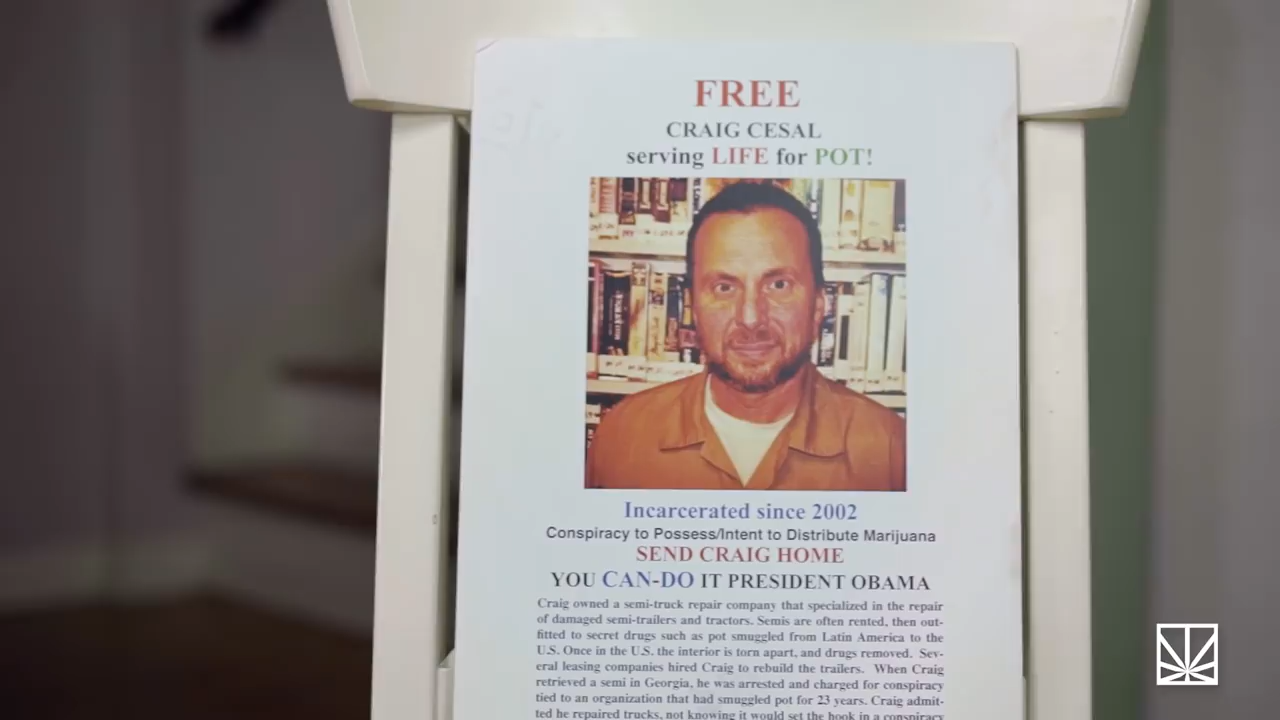 FREE
CRAIG CESAL
serving LIFE for POT!
Incarcerated since 2002
Conspiracy to Possess/Intent to Distribute Marijuana
SEND CRAIG HOME
YOU CAN-DO IT PRESIDENT OBAMA
Craig owned a semi-truck repair company that specialized in the repair
of damaged semi-trailers and tractors. Semis are often rented, then out-
fitted to secret drugs such as pot smuggled from Latin America to the
U.S. Once in the U.S. the interior is torn apart, and drugs removed. Sev-
eral leasing companies hired Craig to rebuild the trailers. When Craig
retrieved a semi in Georgia, he was arrested and charged for conspiracy
tied to an organization that had smuggled pot for 23 years. Craig admit-
ted he repaired trucks, not knowing it would set the hook in a conspiracy